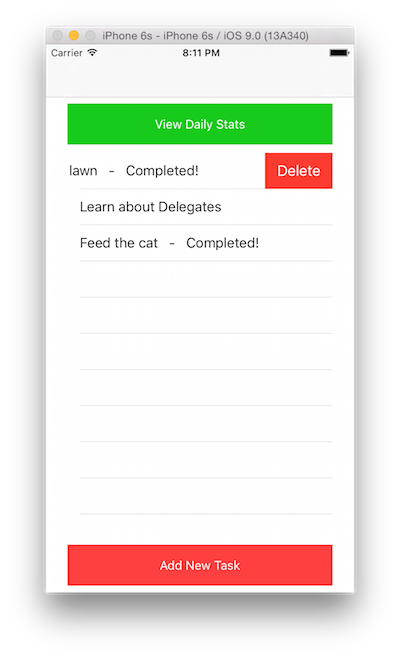 iPhone 6s - iPhone 6s / iOS 9.0 (13A340)
Carrier 8:11 PM
View Daily Stats
lawn - Completed! Delete
Learn about Delegates
Feed the cat - Completed!
Add New Task